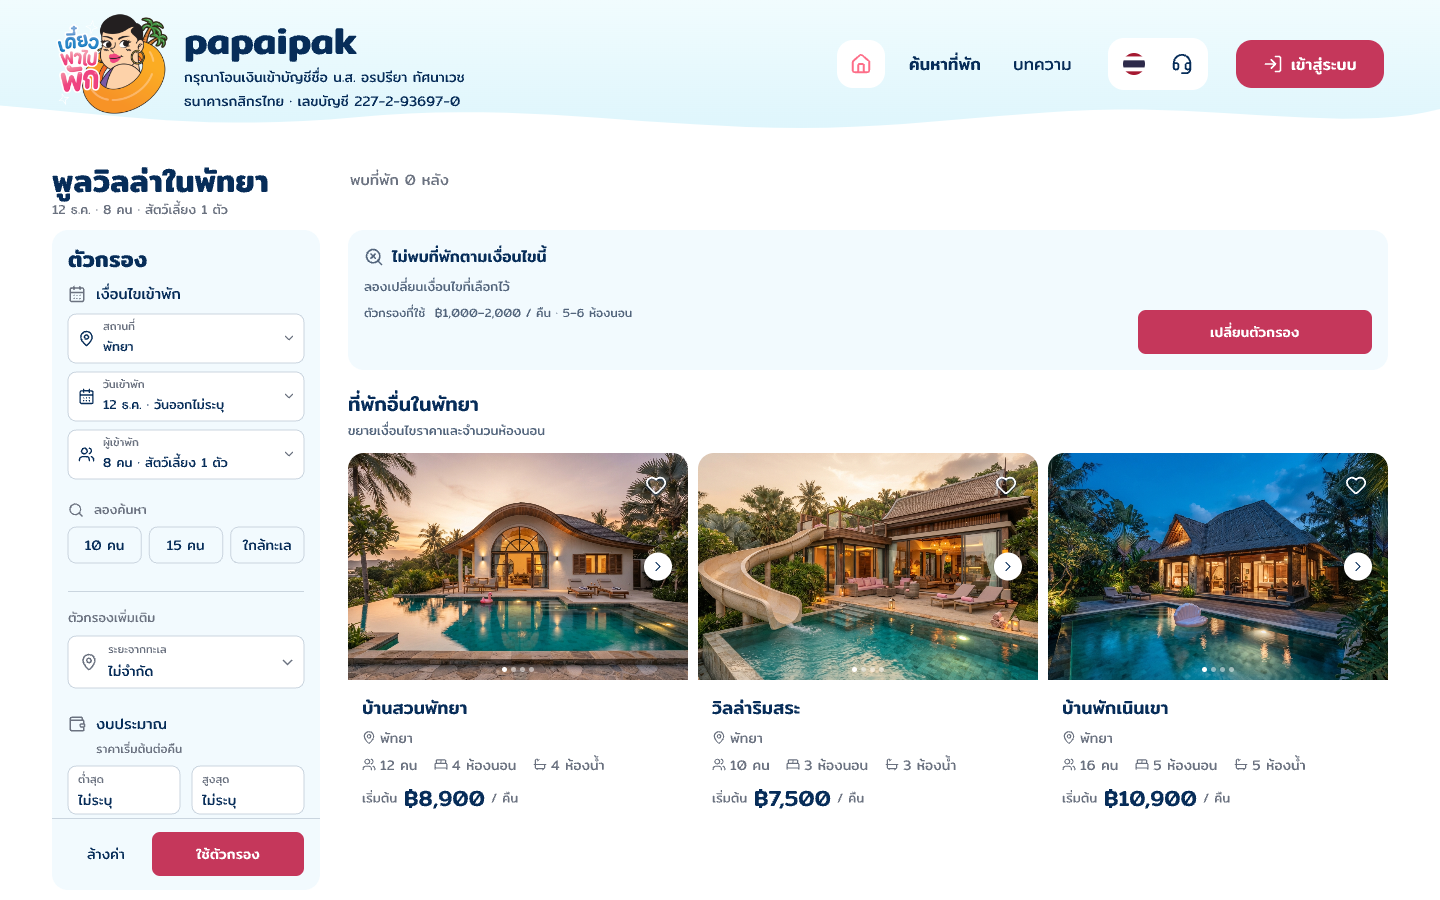 เดี๋ยว
พาไป
พัก
papaipak
กรุณาโอนเงินเข้าบัญชีชื่อ น.ส. อรปรียา ทัศนาเวช
ธนาคารกสิกรไทย · เลขบัญชี 227-2-93697-0
ค้นหาที่พัก
บทความ
เข้าสู่ระบบ
พูลวิลล่าในพัทยา
12 ธ.ค. · 8 คน · สัตว์เลี้ยง 1 ตัว
พบที่พัก 0 หลัง
ตัวกรอง
เงื่อนไขเข้าพัก
สถานที่
พัทยา
วันเข้าพัก
12 ธ.ค. · วันออกไม่ระบุ
ผู้เข้าพัก
8 คน · สัตว์เลี้ยง 1 ตัว
ลองค้นหา
10 คน
15 คน
ใกล้ทะเล
ตัวกรองเพิ่มเติม
ระยะจากทะเล
ไม่จำกัด
งบประมาณ
ราคาเริ่มต้นต่อคืน
ต่ำสุด
ไม่ระบุ
สูงสุด
ไม่ระบุ
ล้างค่า
ใช้ตัวกรอง
ไม่พบที่พักตามเงื่อนไขนี้
ลองเปลี่ยนเงื่อนไขที่เลือกไว้
ตัวกรองที่ใช้ ฿1,000–2,000 / คืน · 5–6 ห้องนอน
เปลี่ยนตัวกรอง
ที่พักอื่นในพัทยา
ขยายเงื่อนไขราคาและจำนวนห้องนอน
บ้านสวนพัทยา
พัทยา
12 คน 4 ห้องนอน 4 ห้องน้ำ
เริ่มต้น ฿8,900 / คืน
วิลล่าริมสระ
พัทยา
10 คน 3 ห้องนอน 3 ห้องน้ำ
เริ่มต้น ฿7,500 / คืน
บ้านพักเนินเขา
พัทยา
16 คน 5 ห้องนอน 5 ห้องน้ำ
เริ่มต้น ฿10,900 / คืน